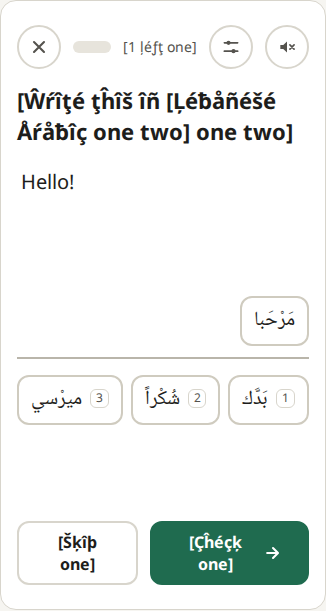 [1 ļéƒţ one]
[Ŵŕîţé ţĥîš îñ [Ļéƀåñéšé
Åŕåƀîç one two] one two]
Hello!
مَرْحَبا
بَدَّك 1
شُكْراً 2
ميرْسي 3
[Šķîþ
one]
[Çĥéçķ
one]